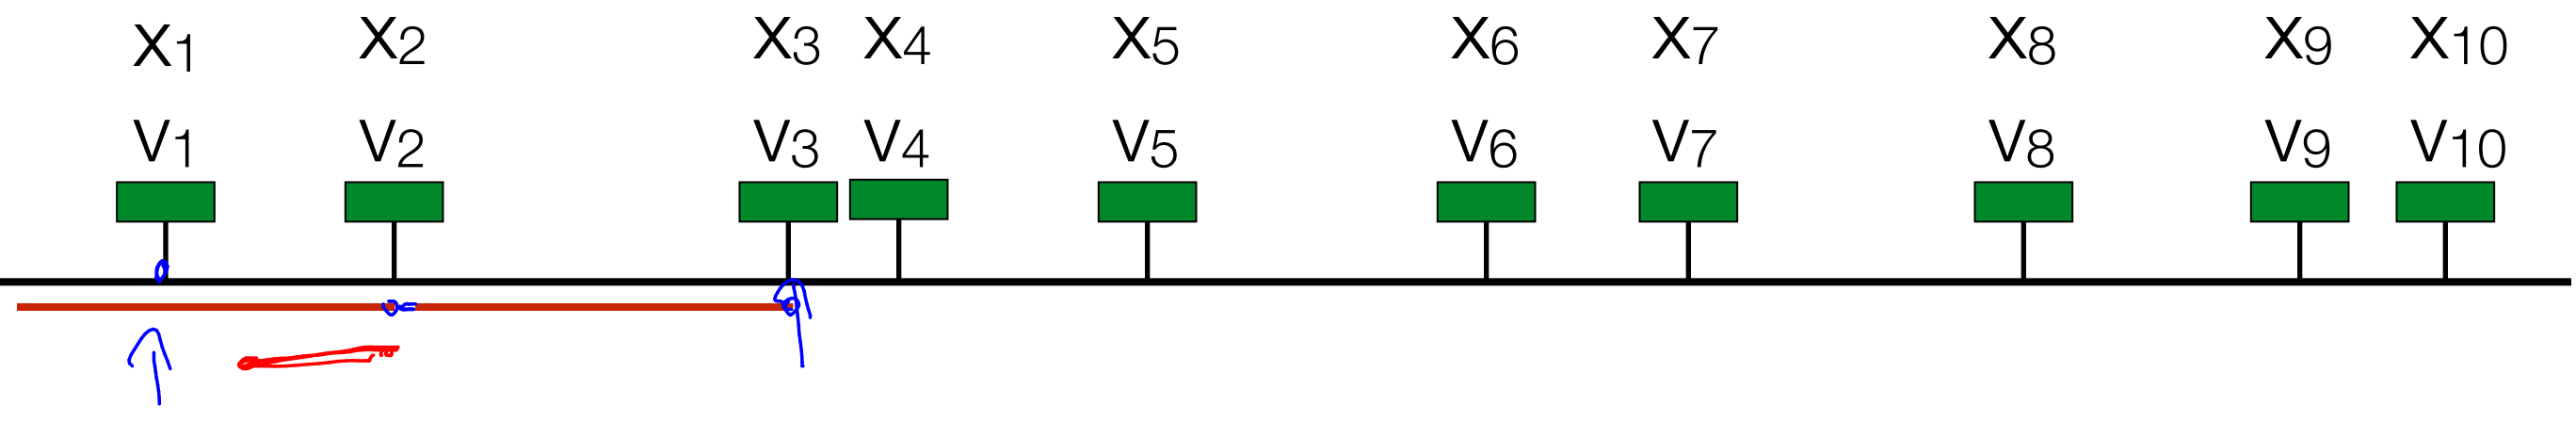 X1 X2 X3 X4 X5 X6 X7 X8 X9 X10
V1 V2 V3 V4 V5 V6 V7 V8 V9 V10